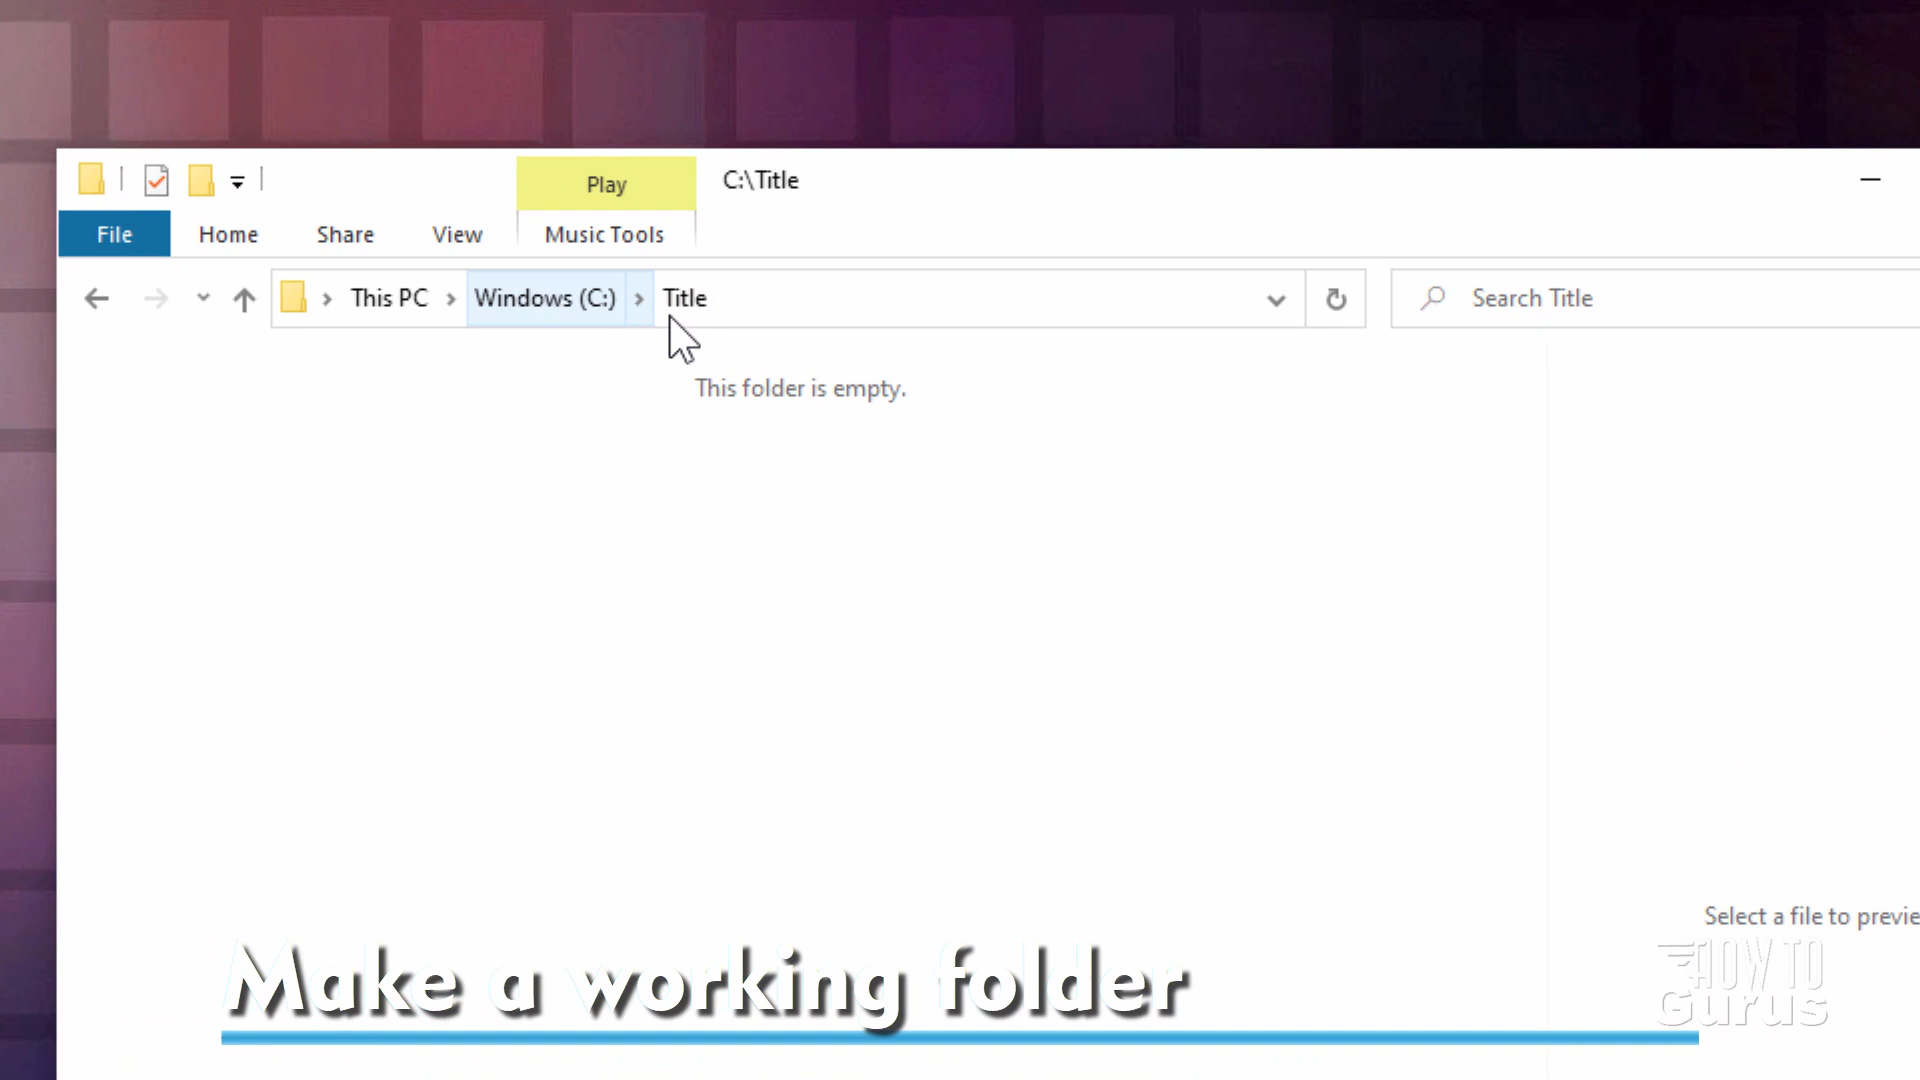 Play
C:\Title
File Home Share View Music Tools
This PC Windows (C:) Title
Search Title
This folder is empty.
Select a file to previe
Make a working folder
HOW TO
Gurus